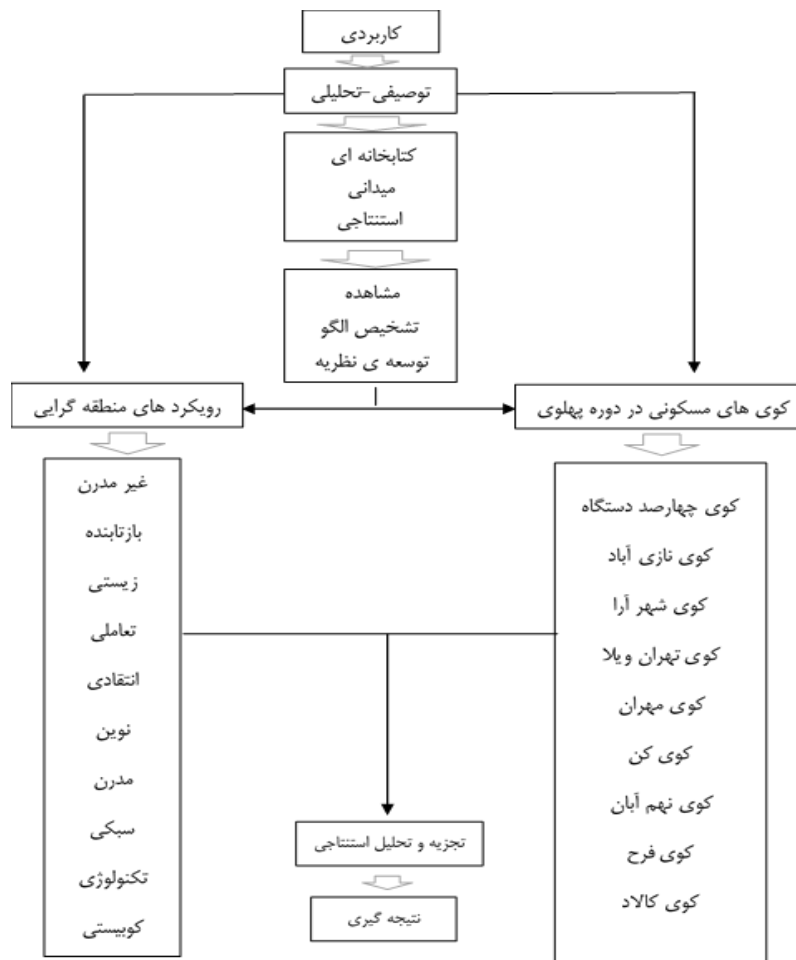 کاربردی
توصیفی-تحلیلی
کتابخانه ای
میدانی
استنتاجی
مشاهده
تشخیص الگو
توسعه ی نظریه
کوی های مسکونی در دوره پهلوی
رویکرد های منطقه گرایی
کوی چهارصد دستگاه
کوی نازی آباد
کوی شهر آرا
کوی تهران ویلا
کوی مهران
کوی کن
کوی نهم آبان
کوی فرح
کوی کالاد
غیر مدرن
بازتابنده
زیستی
تعاملی
انتقادی
نوین
مدرن
سبکی
تکنولوژی
کوبیستی
تجزیه و تحلیل استنتاجی
نتیجه گیری